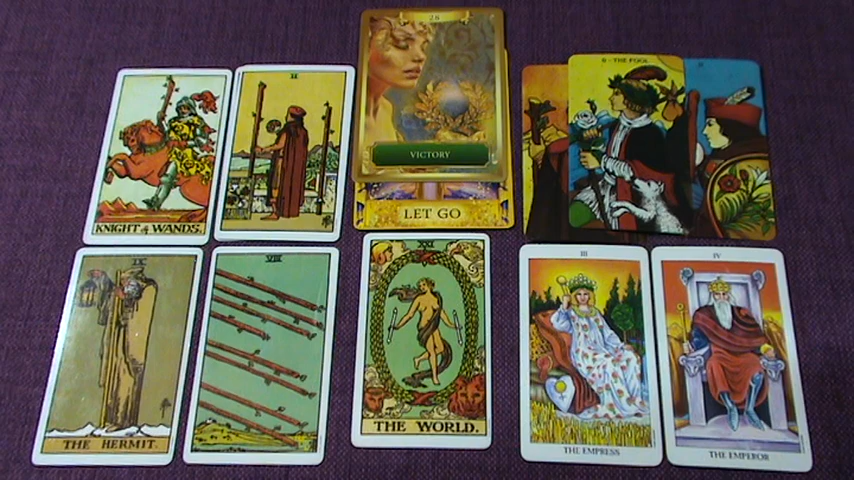 KNIGHT of WANDS.
II
26
VICTORY
LET GO
0 - THE FOOL
IX
THE HERMIT.
VIII
XXI
THE WORLD.
III
THE EMPRESS
IV
THE EMPEROR